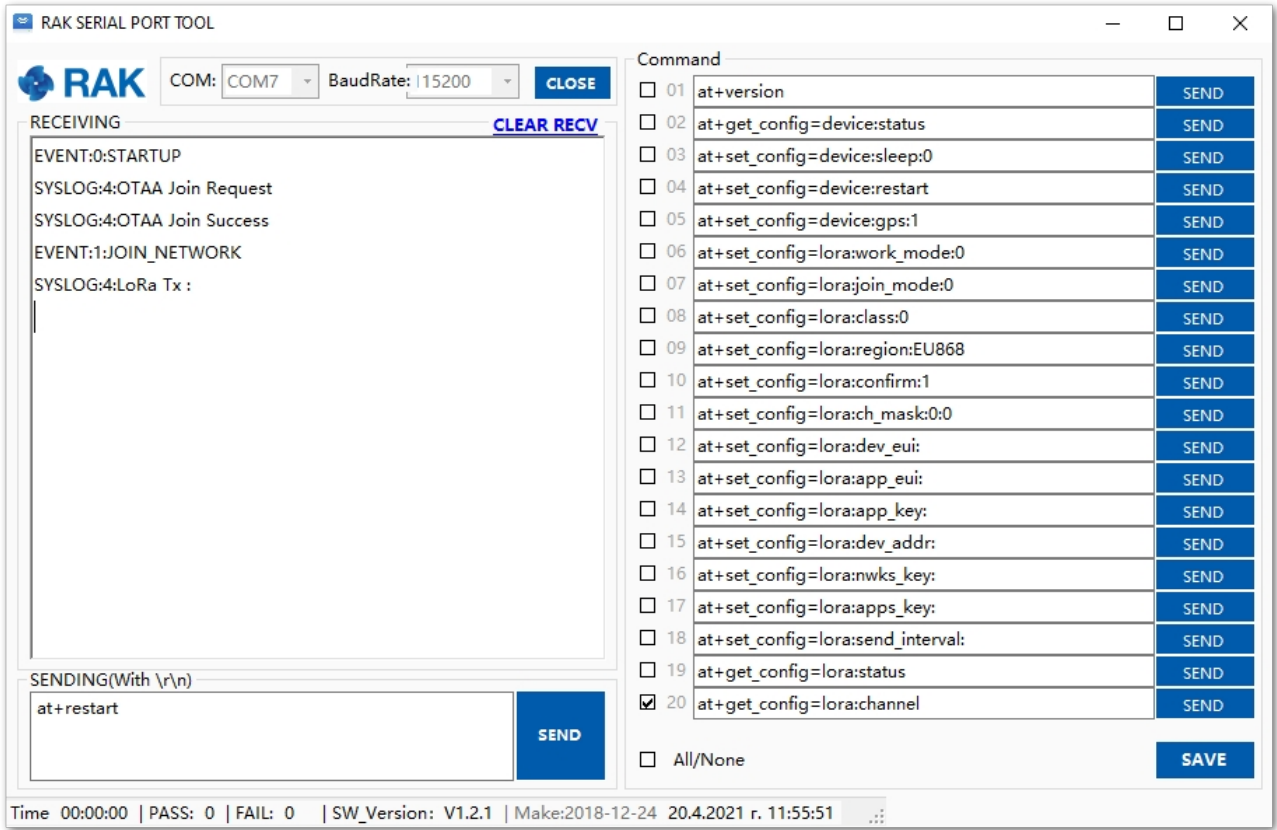 RAK SERIAL PORT TOOL
RAK COM: COM7 BaudRate: 115200 CLOSE
RECEIVING CLEAR RECV
EVENT:0:STARTUP
SYSLOG:4:OTAA Join Request
SYSLOG:4:OTAA Join Success
EVENT:1:JOIN_NETWORK
SYSLOG:4:LoRa Tx :
SENDING(With \r\n)
at+restart
SEND
Command
01 at+version SEND
02 at+get_config=device:status SEND
03 at+set_config=device:sleep:0 SEND
04 at+set_config=device:restart SEND
05 at+set_config=device:gps:1 SEND
06 at+set_config=lora:work_mode:0 SEND
07 at+set_config=lora:join_mode:0 SEND
08 at+set_config=lora:class:0 SEND
09 at+set_config=lora:region:EU868 SEND
10 at+set_config=lora:confirm:1 SEND
11 at+set_config=lora:ch_mask:0:0 SEND
12 at+set_config=lora:dev_eui: SEND
13 at+set_config=lora:app_eui: SEND
14 at+set_config=lora:app_key: SEND
15 at+set_config=lora:dev_addr: SEND
16 at+set_config=lora:nwks_key: SEND
17 at+set_config=lora:apps_key: SEND
18 at+set_config=lora:send_interval: SEND
19 at+get_config=lora:status SEND
20 at+get_config=lora:channel SEND
All/None SAVE
Time 00:00:00 | PASS: 0 | FAIL: 0 | SW_Version: V1.2.1 | Make:2018-12-24 20.4.2021 г. 11:55:51